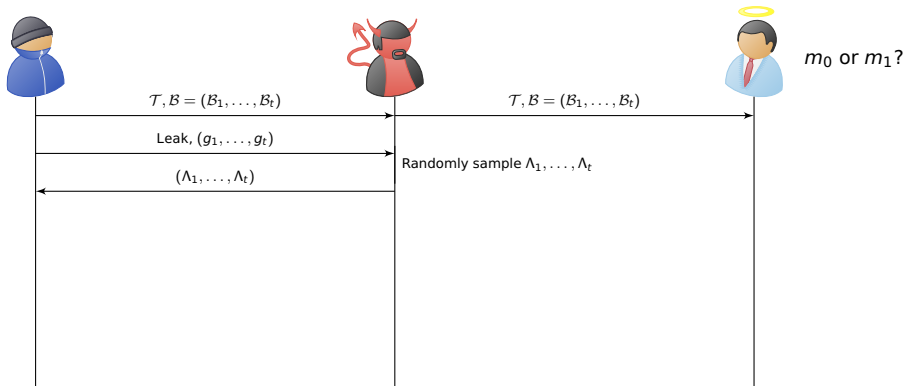 m₀ or m₁?
𝒯, ℬ = (ℬ₁, . . . , ℬₜ)
𝒯, ℬ = (ℬ₁, . . . , ℬₜ)
Leak, (g₁, . . . , gₜ)
Randomly sample Λ₁, . . . , Λₜ
(Λ₁, . . . , Λₜ)